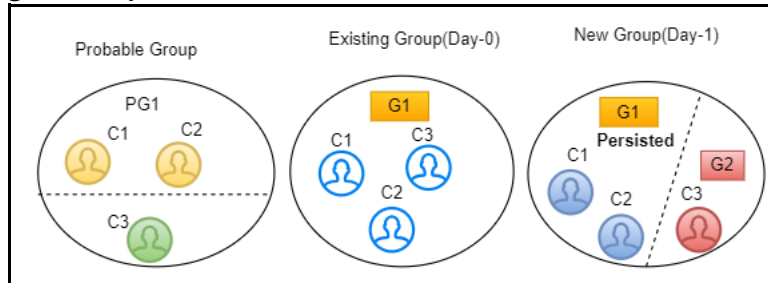 Probable Group
Existing Group(Day-0)
New Group(Day-1)
PG1
C1
C2
C3
G1
C1
C3
C2
G1
Persisted
C1
C2
G2
C3